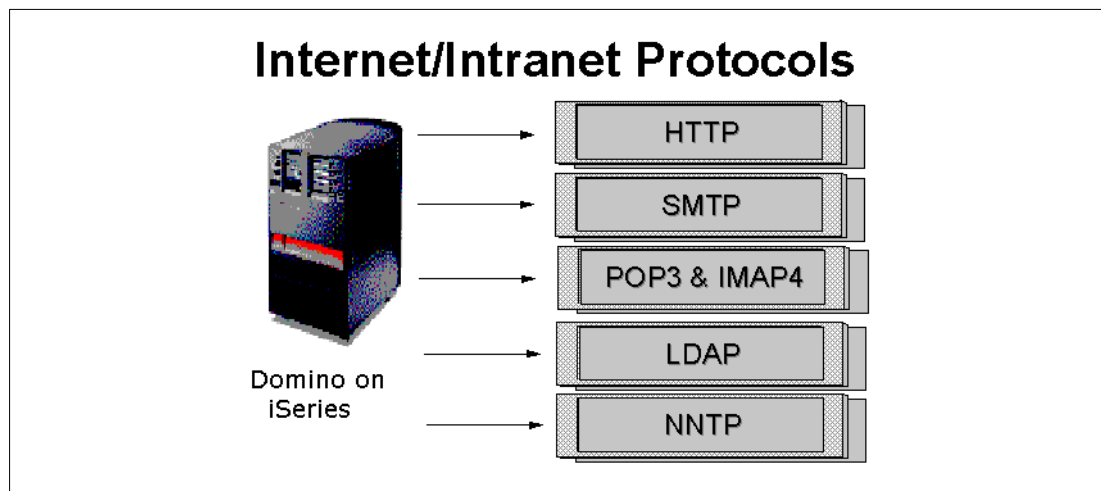 Internet/Intranet Protocols
HTTP
SMTP
POP3 & IMAP4
LDAP
NNTP
Domino on
iSeries